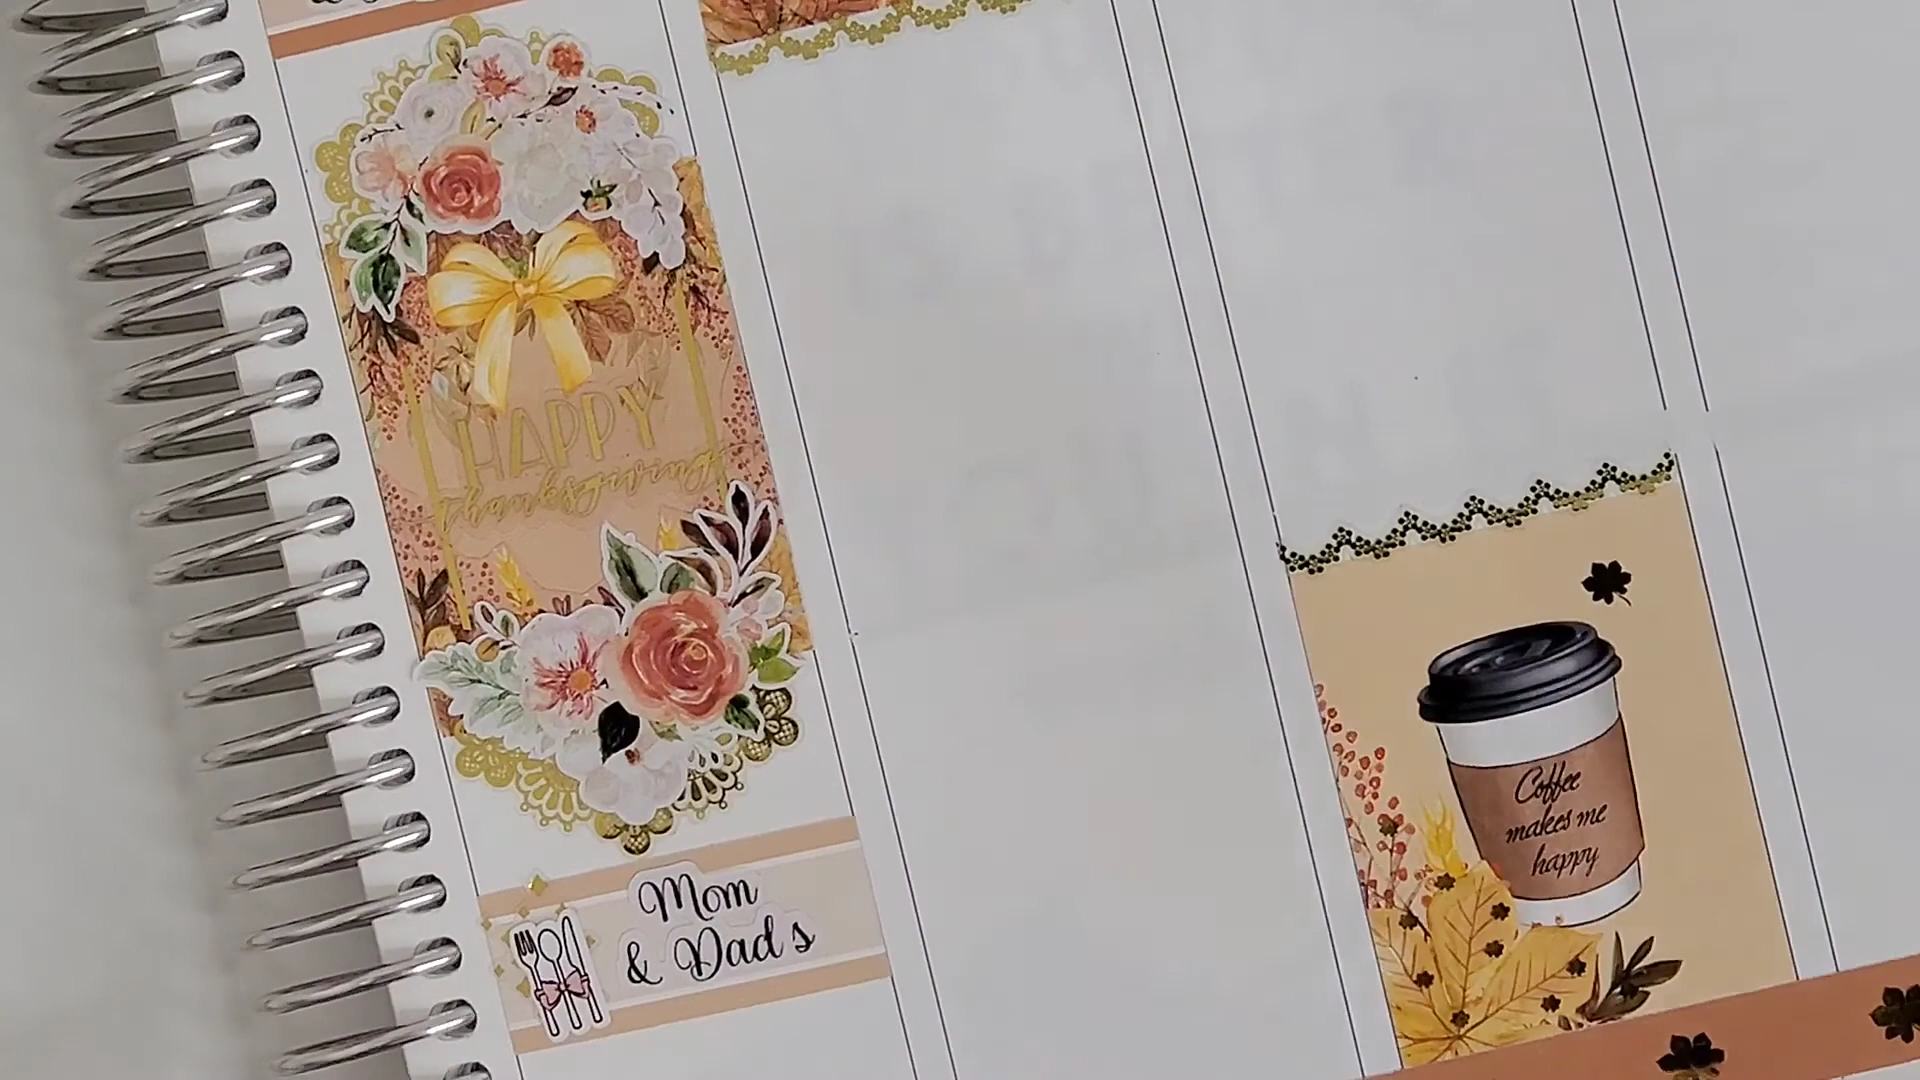 HAPPY
thanksgiving
Mom
& Dad's
Coffee
makes me
happy